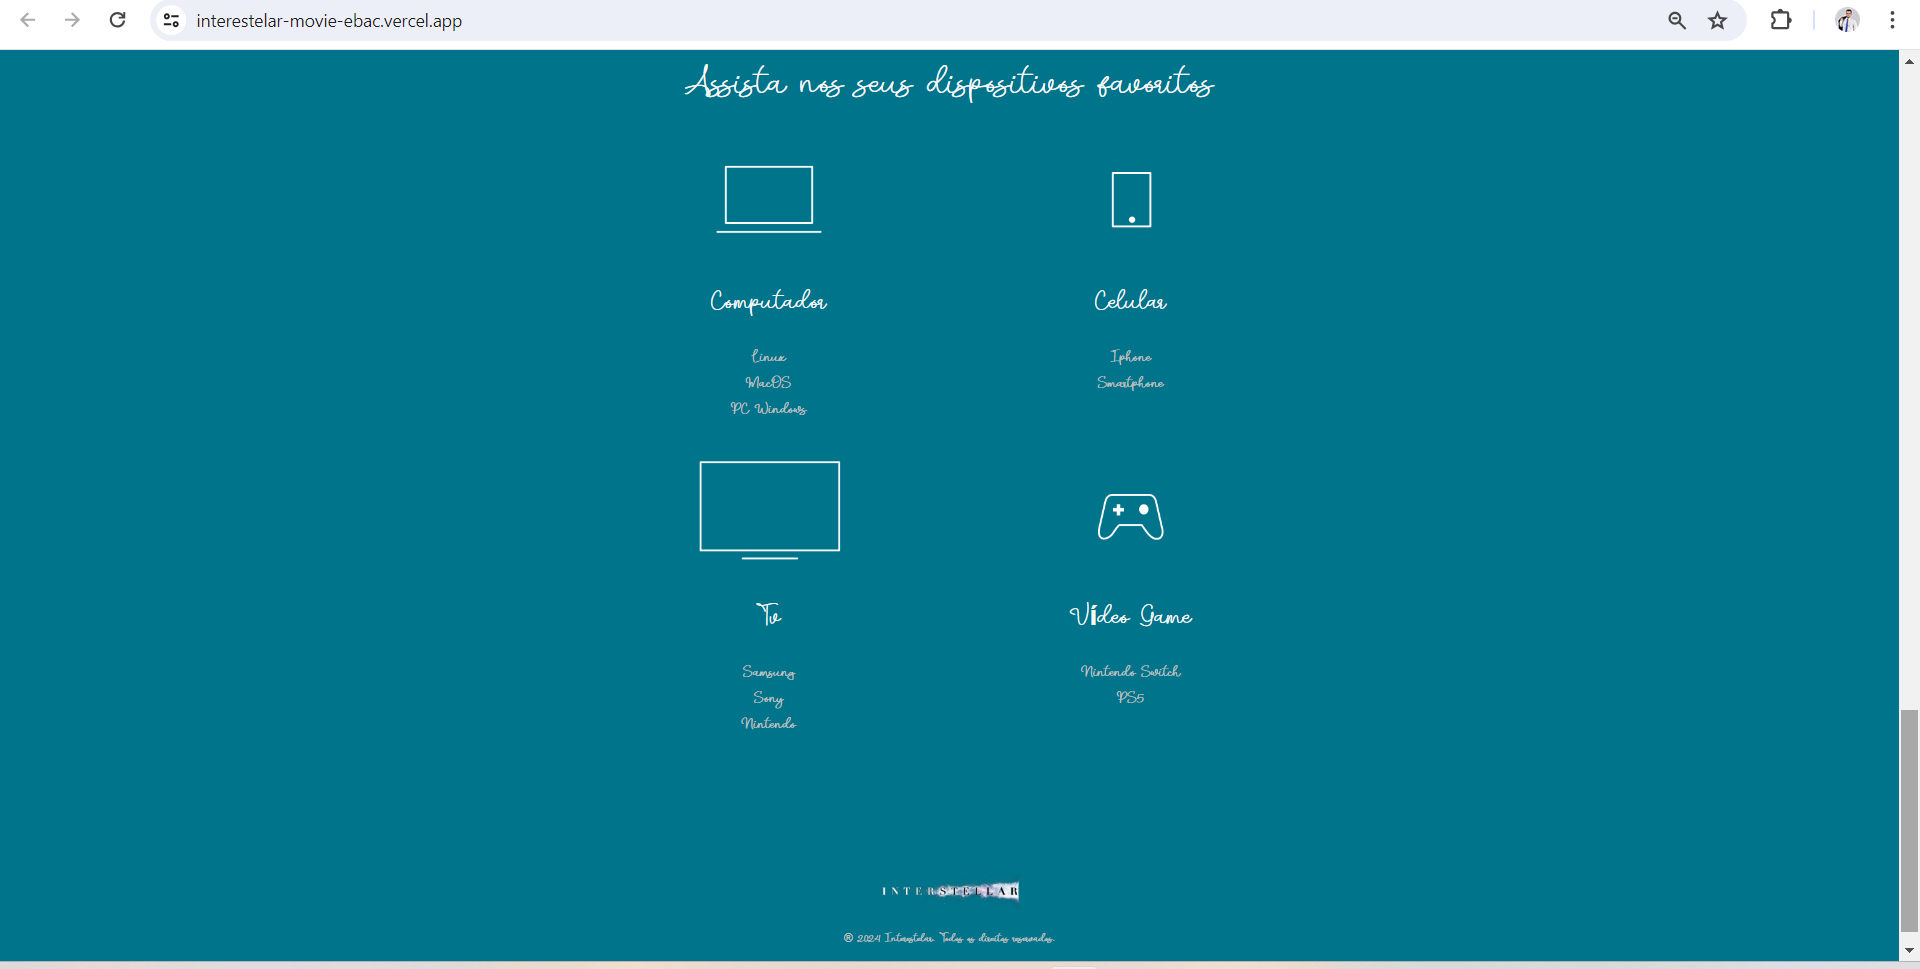 interestelar-movie-ebac.vercel.app
Assista nos seus dispositivos favoritos
Computador
Celular
Linux
MacOS
PC Windows
Iphone
Smartphone
Tv
Vídeo Game
Samsung
Sony
Nintendo
Nintendo Switch
PS5
INTERSTELLAR
® 2024 Interestelar. Todos os direitos reservados.